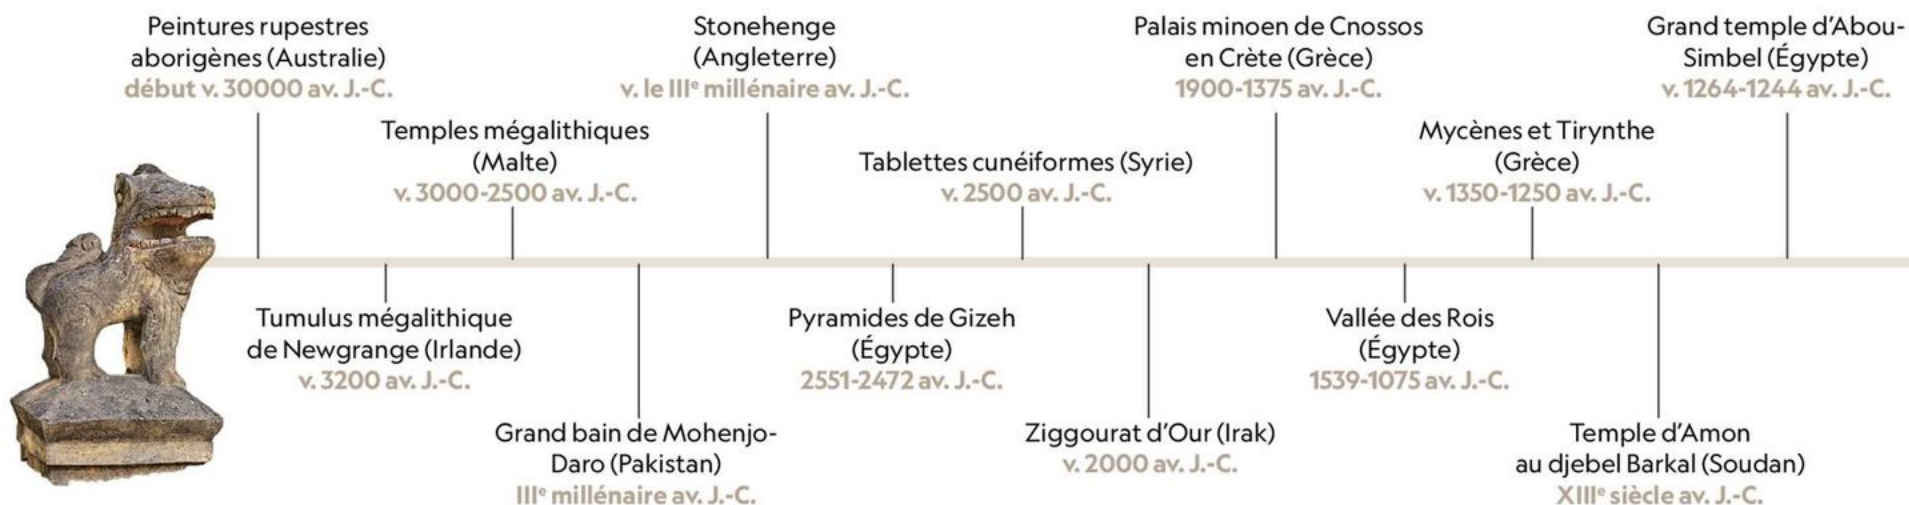 Peintures rupestres
aborigènes (Australie)
début v. 30000 av. J.-C.
Tumulus mégalithique
de Newgrange (Irlande)
v. 3200 av. J.-C.
Temples mégalithiques
(Malte)
v. 3000-2500 av. J.-C.
Grand bain de Mohenjo-
Daro (Pakistan)
IIIe millénaire av. J.-C.
Stonehenge
(Angleterre)
v. le IIIe millénaire av. J.-C.
Pyramides de Gizeh
(Égypte)
2551-2472 av. J.-C.
Tablettes cunéiformes (Syrie)
v. 2500 av. J.-C.
Ziggourat d’Our (Irak)
v. 2000 av. J.-C.
Palais minoen de Cnossos
en Crète (Grèce)
1900-1375 av. J.-C.
Vallée des Rois
(Égypte)
1539-1075 av. J.-C.
Mycènes et Tirynthe
(Grèce)
v. 1350-1250 av. J.-C.
Temple d’Amon
au djebel Barkal (Soudan)
XIIIe siècle av. J.-C.
Grand temple d’Abou-
Simbel (Égypte)
v. 1264-1244 av. J.-C.